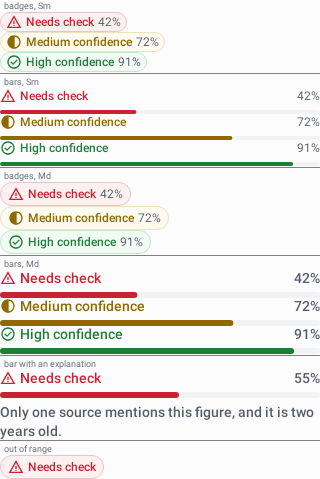 badges, Sm
Needs check 42%
Medium confidence 72%
High confidence 91%
bars, Sm
Needs check 42%
Medium confidence 72%
High confidence 91%
badges, Md
Needs check 42%
Medium confidence 72%
High confidence 91%
bars, Md
Needs check 42%
Medium confidence 72%
High confidence 91%
bar with an explanation
Needs check 55%
Only one source mentions this figure, and it is two
years old.
out of range
Needs check